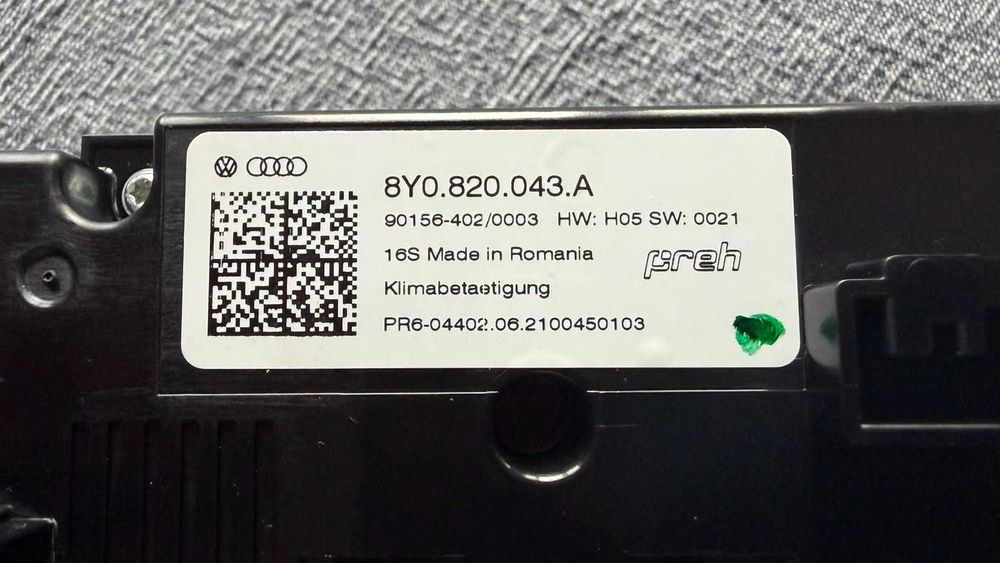 8Y0.820.043.A
90156-402/0003 HW: H05 SW: 0021
16S Made in Romania
preh
Klimabetaetigung
PR6-04402.06.2100450103